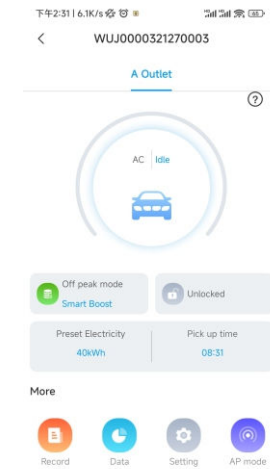 下午2:31 | 6.1K/s
WUJ0000321270003
A Outlet
AC Idle
Off peak mode
Smart Boost
Unlocked
Preset Electricity
40kWh
Pick up time
08:31
More
Record Data Setting AP mode